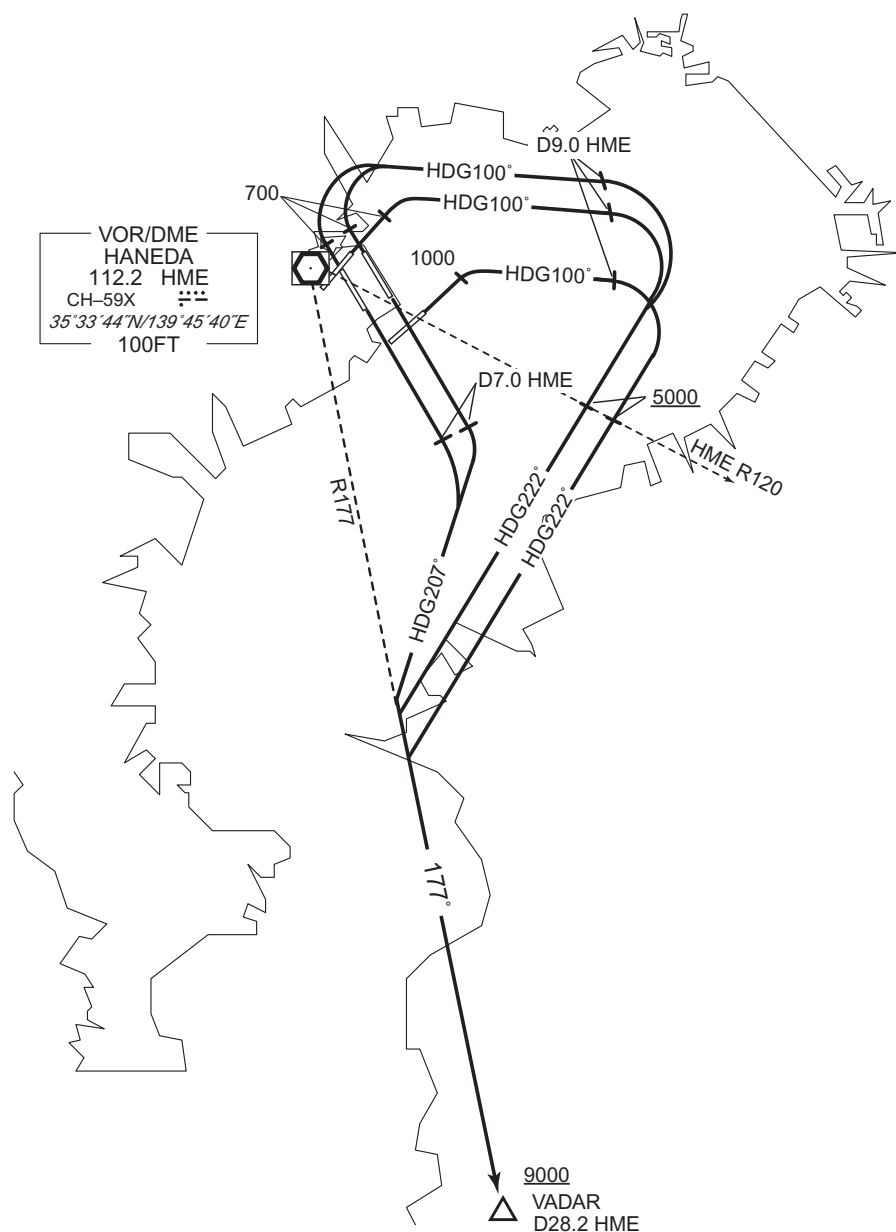 D9.0 HME
HDG100°
700
HDG100°
VOR/DME
HANEDA
112.2 HME
CH–59X
35°33´44˝N/139°45´40˝E
100FT
1000
HDG100°
D7.0 HME
5000
HME R120
R177
HDG222°
HDG222°
HDG207°
177°
9000
VADAR
D28.2 HME